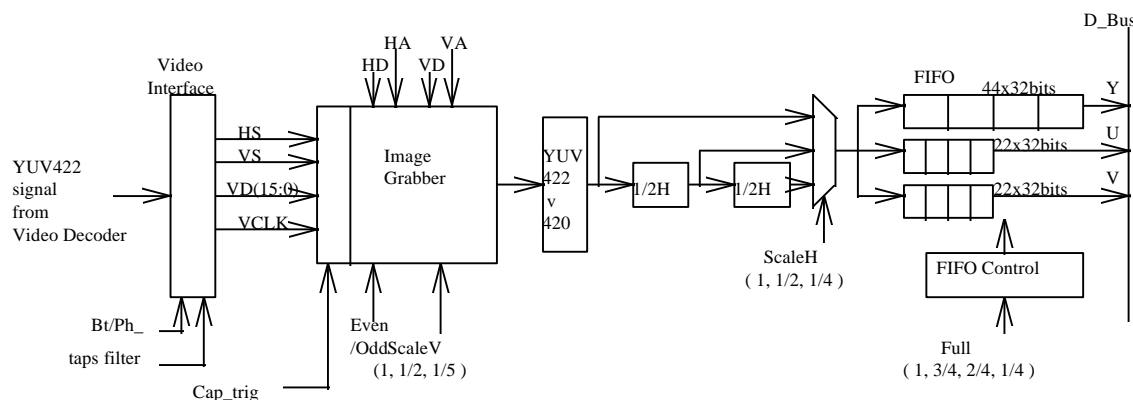 D_Bus
HA
VA
HD
VD
Video
Interface
FIFO
44x32bits
Y
HS
VS
VD(15:0)
VCLK
Image
Grabber
YUV
422
v
420
1/2H
1/2H
U
22x32bits
V
22x32bits
YUV422
signal
from
Video Decoder
ScaleH
( 1, 1/2, 1/4 )
FIFO Control
Bt/Ph_
taps filter
Even
/OddScaleV
(1, 1/2, 1/5 )
Cap_trig
Full
( 1, 3/4, 2/4, 1/4 )